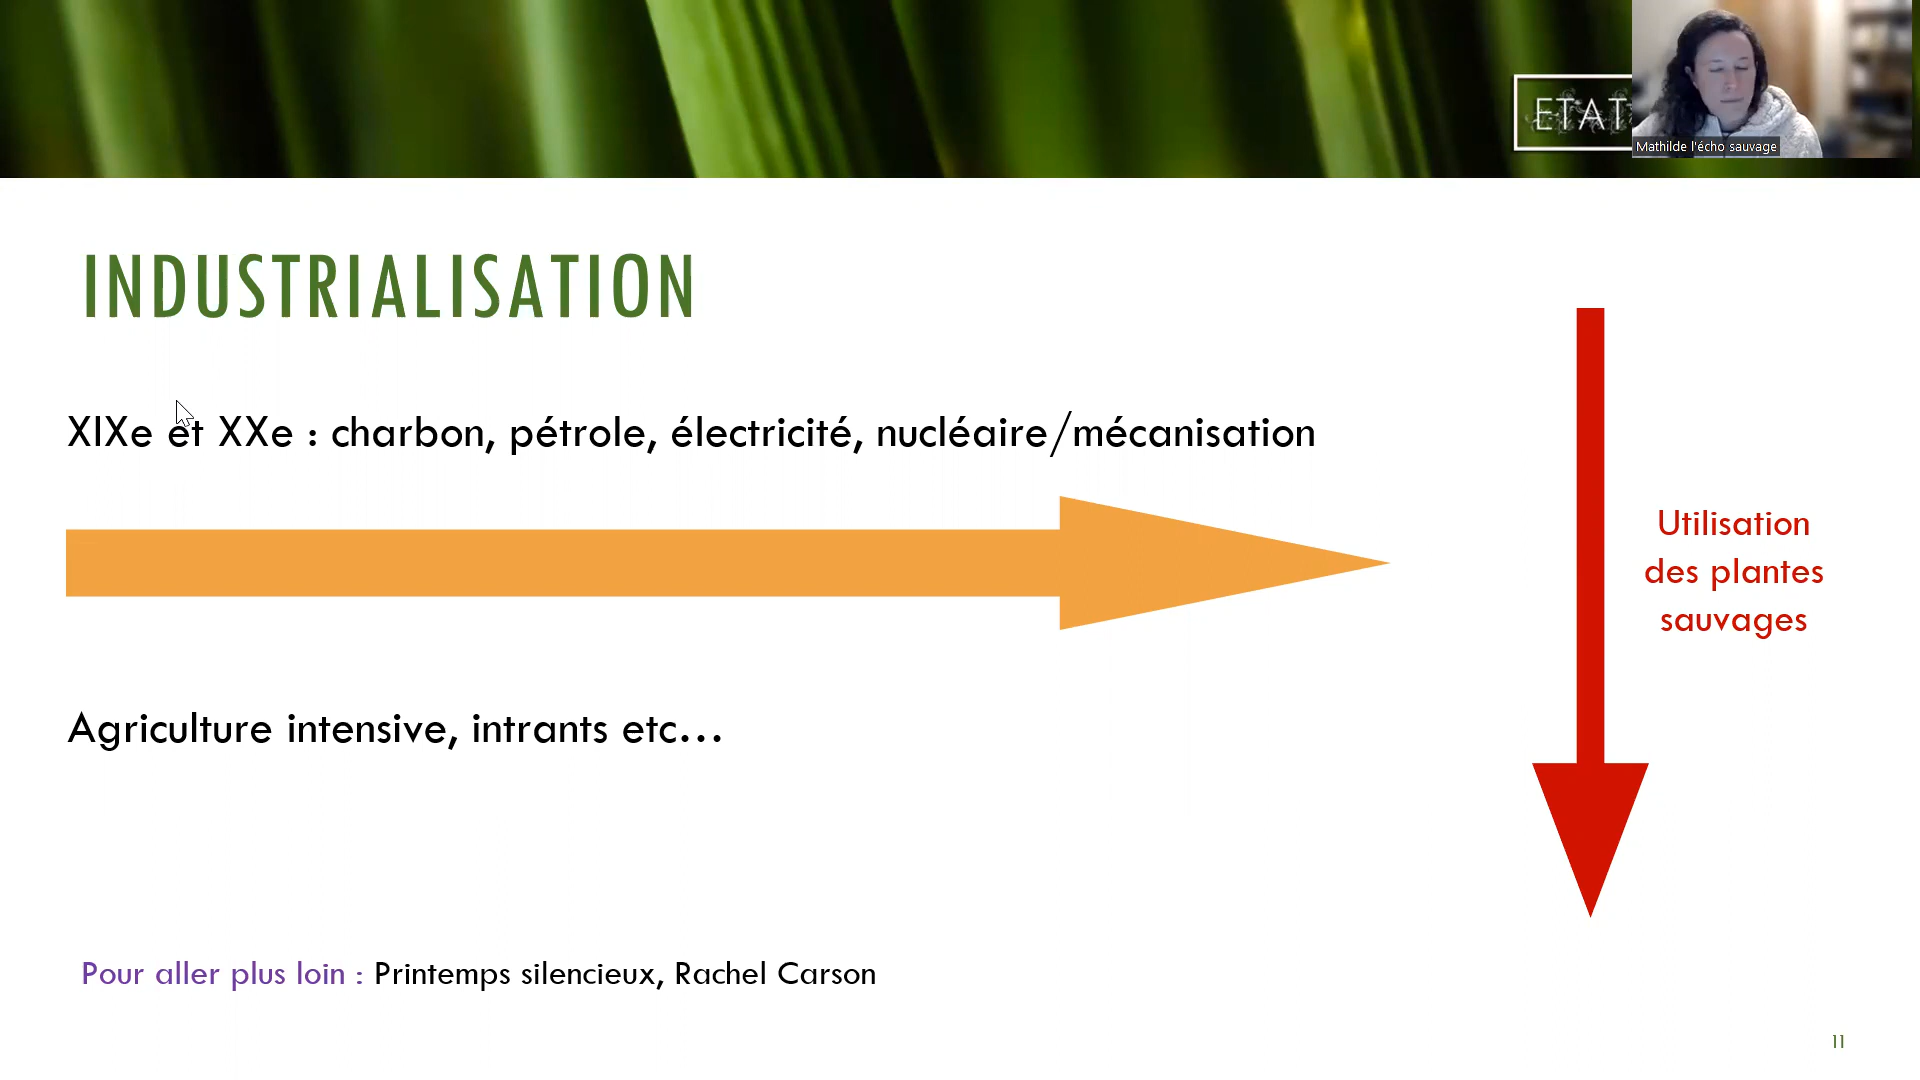 ETAT
Mathilde l'écho sauvage
INDUSTRIALISATION
XIXe et XXe : charbon, pétrole, électricité, nucléaire/mécanisation
Utilisation
des plantes
sauvages
Agriculture intensive, intrants etc...
Pour aller plus loin : Printemps silencieux, Rachel Carson
11